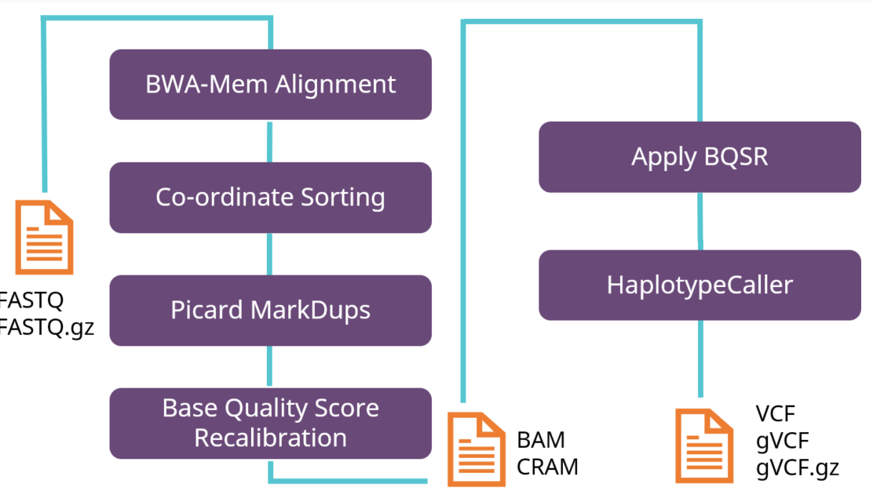 BWA-Mem Alignment
Co-ordinate Sorting
Picard MarkDups
Base Quality Score
Recalibration
FASTQ
FASTQ.gz
Apply BQSR
HaplotypeCaller
BAM
CRAM
VCF
gVCF
gVCF.gz